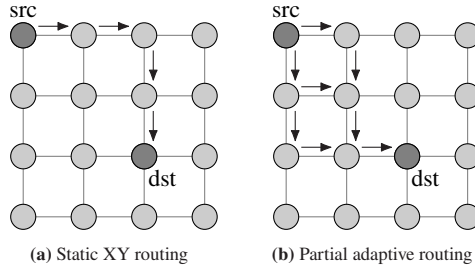 src
src
dst
dst
(a) Static XY routing
(b) Partial adaptive routing